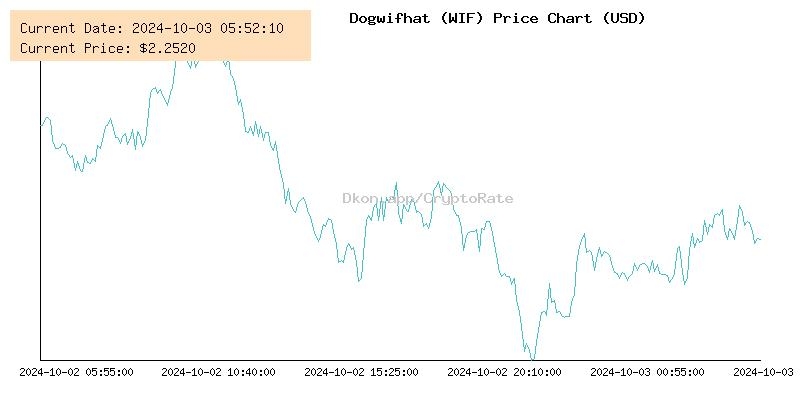 Dogwifhat (WIF) Price Chart (USD)
Current Date: 2024-10-03 05:52:10
Current Price: $2.2520
Dkon.app/CryptoRate
2024-10-02 05:55:00
2024-10-02 10:40:00
2024-10-02 15:25:00
2024-10-02 20:10:00
2024-10-03 00:55:00
2024-10-03